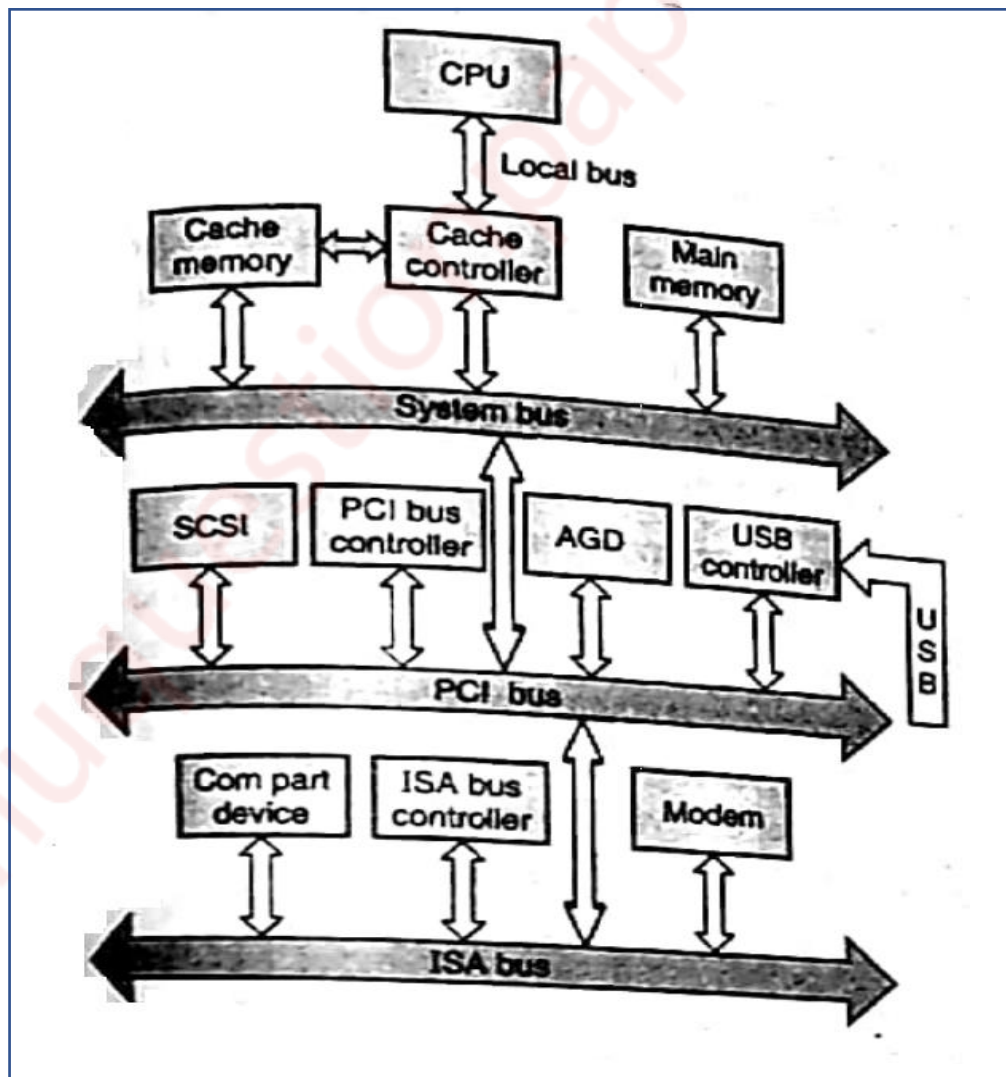 CPU
Local bus
Cache
memory
Cache
controller
Main
memory
System bus
SCSI
PCI bus
controller
AGD
USB
controller
USB
PCI bus
Com part
device
ISA bus
controller
Modem
ISA bus